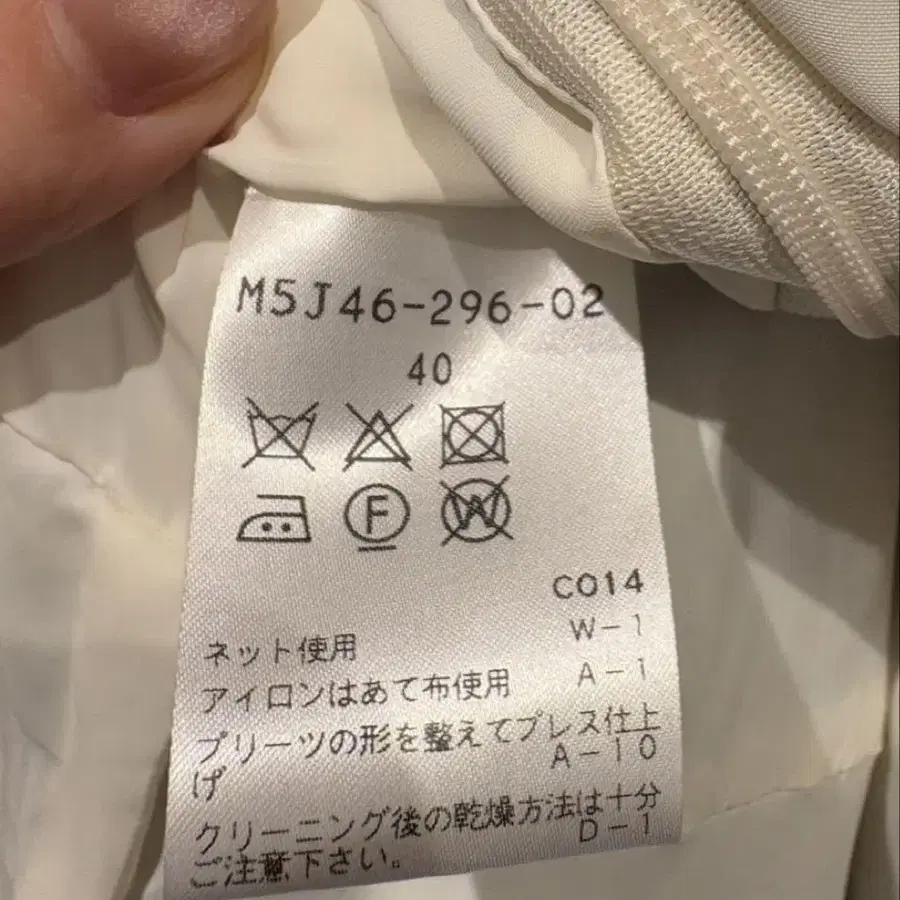 M5J46-296-02
40
F
W
C014
ネット使用 W-1
アイロンはあて布使用 A-1
プリーツの形を整えてプレス仕上
げ A-10
クリーニング後の乾燥方法は十分
ご注意下さい。 D-1